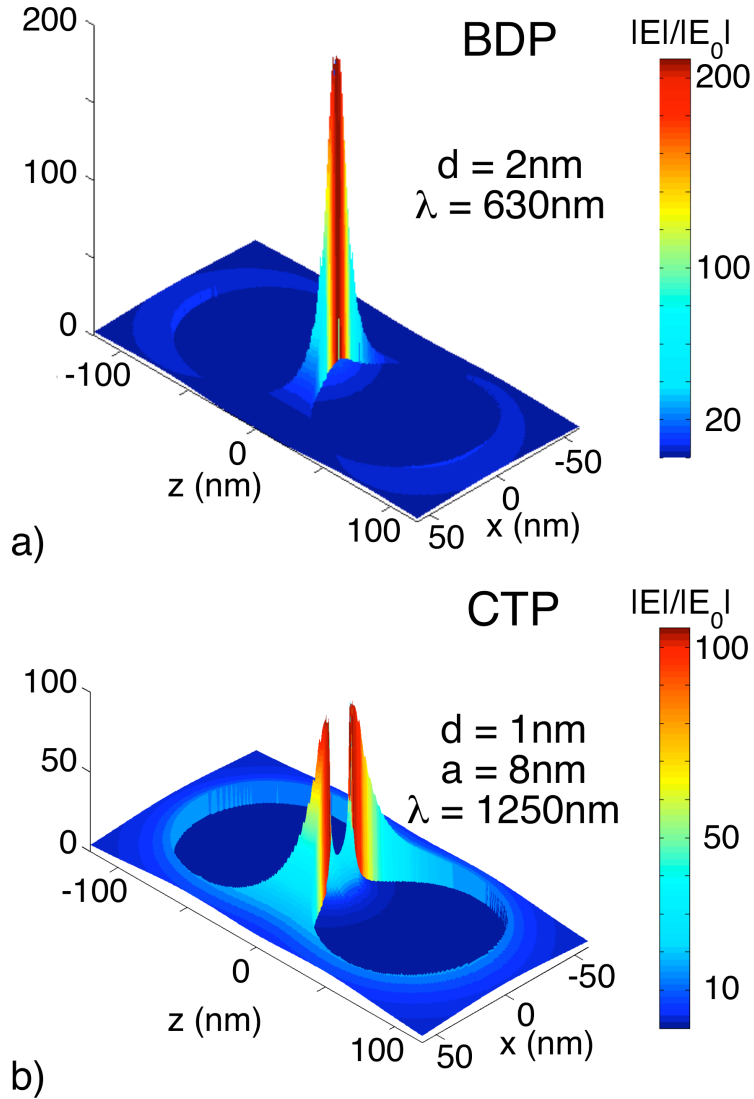 200
BDP
|E|/|E₀|
200
d = 2nm
λ = 630nm
100
100
0
-100
20
0
-50
z (nm)
0
100
x (nm)
50
a)
CTP
|E|/|E₀|
100
100
d = 1nm
a = 8nm
50
λ = 1250nm
50
0
-100
10
0
-50
z (nm)
0
x (nm)
100
50
b)